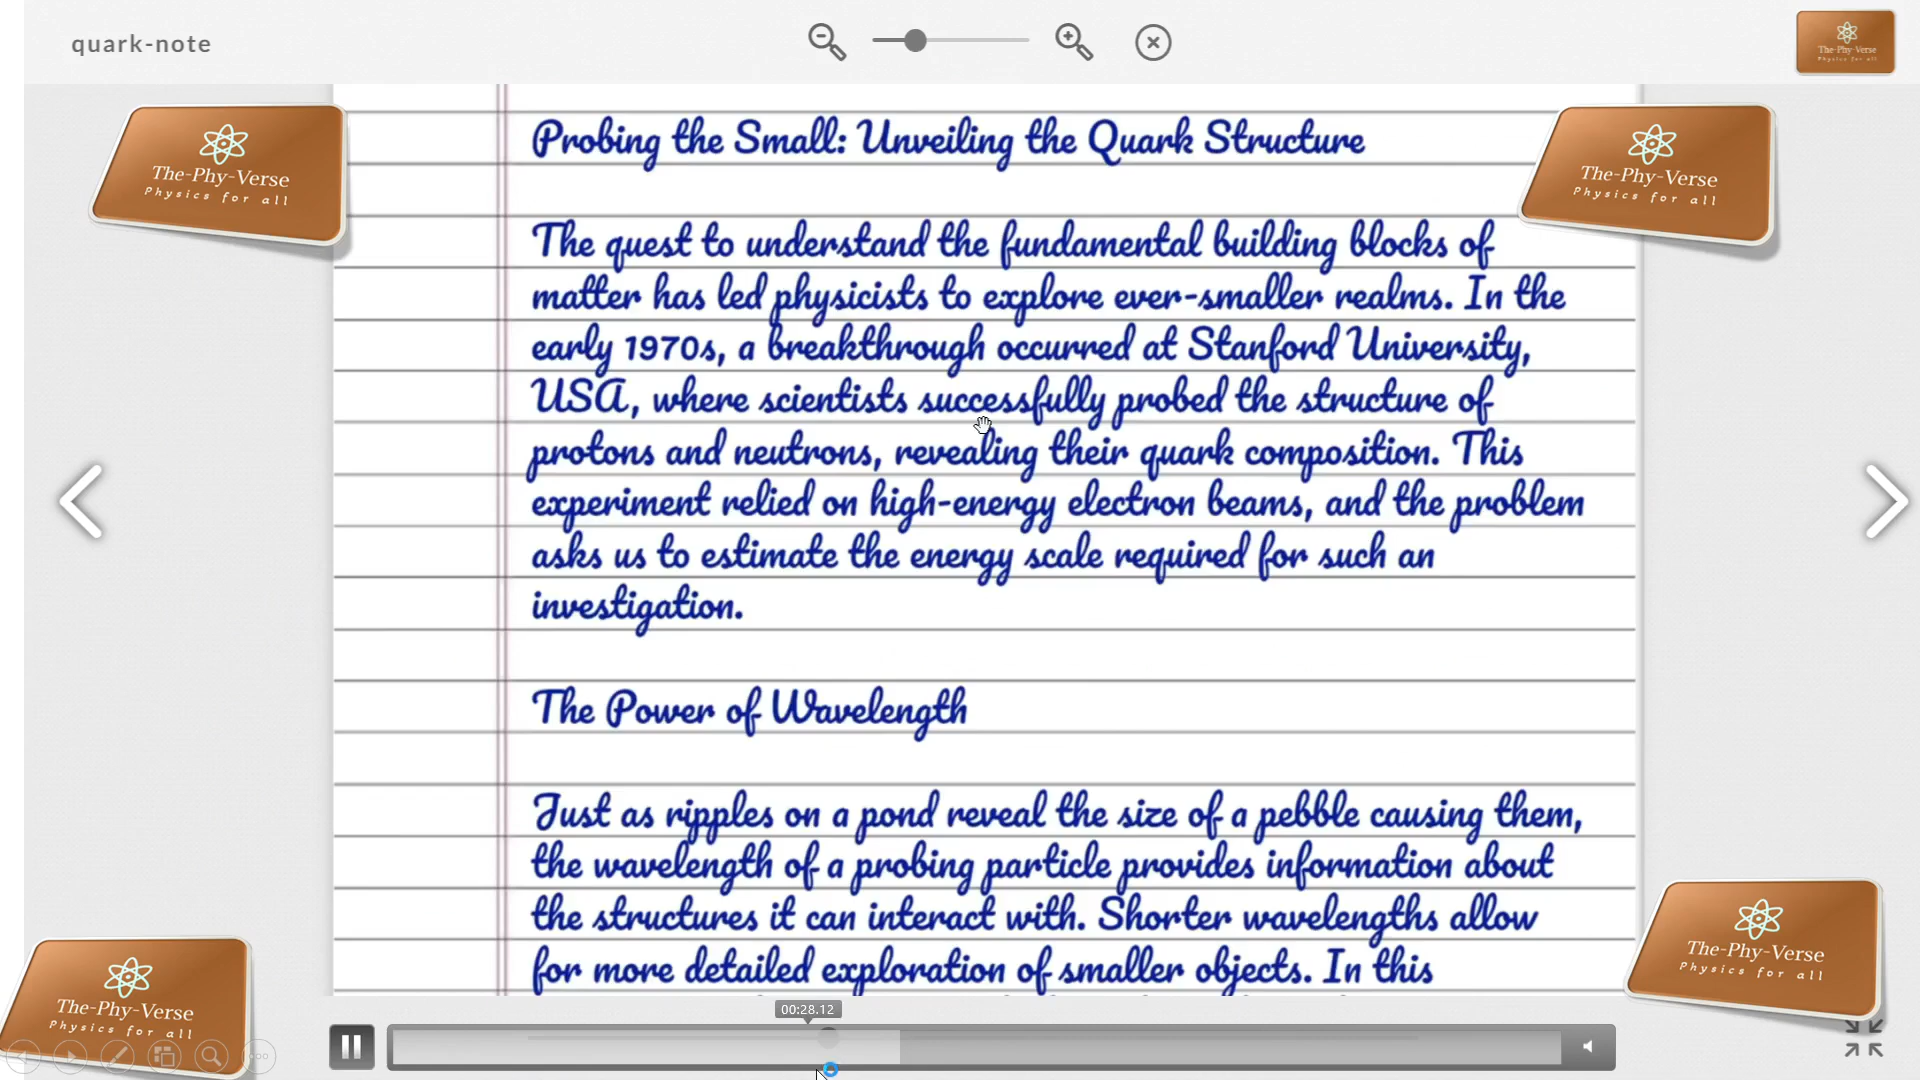 quark-note
The-Phy-Verse
Physics for all
The-Phy-Verse
Physics for all
The-Phy-Verse
Physics for all
Probing the Small: Unveiling the Quark Structure
The quest to understand the fundamental building blocks of
matter has led physicists to explore ever-smaller realms. In the
early 1970s, a breakthrough occurred at Stanford University,
USA, where scientists successfully probed the structure of
protons and neutrons, revealing their quark composition. This
experiment relied on high-energy electron beams, and the problem
asks us to estimate the energy scale required for such an
investigation.
The Power of Wavelength
Just as ripples on a pond reveal the size of a pebble causing them,
the wavelength of a probing particle provides information about
the structures it can interact with. Shorter wavelengths allow
for more detailed exploration of smaller objects. In this
The-Phy-Verse
Physics for all
The-Phy-Verse
Physics for all
00:28.12